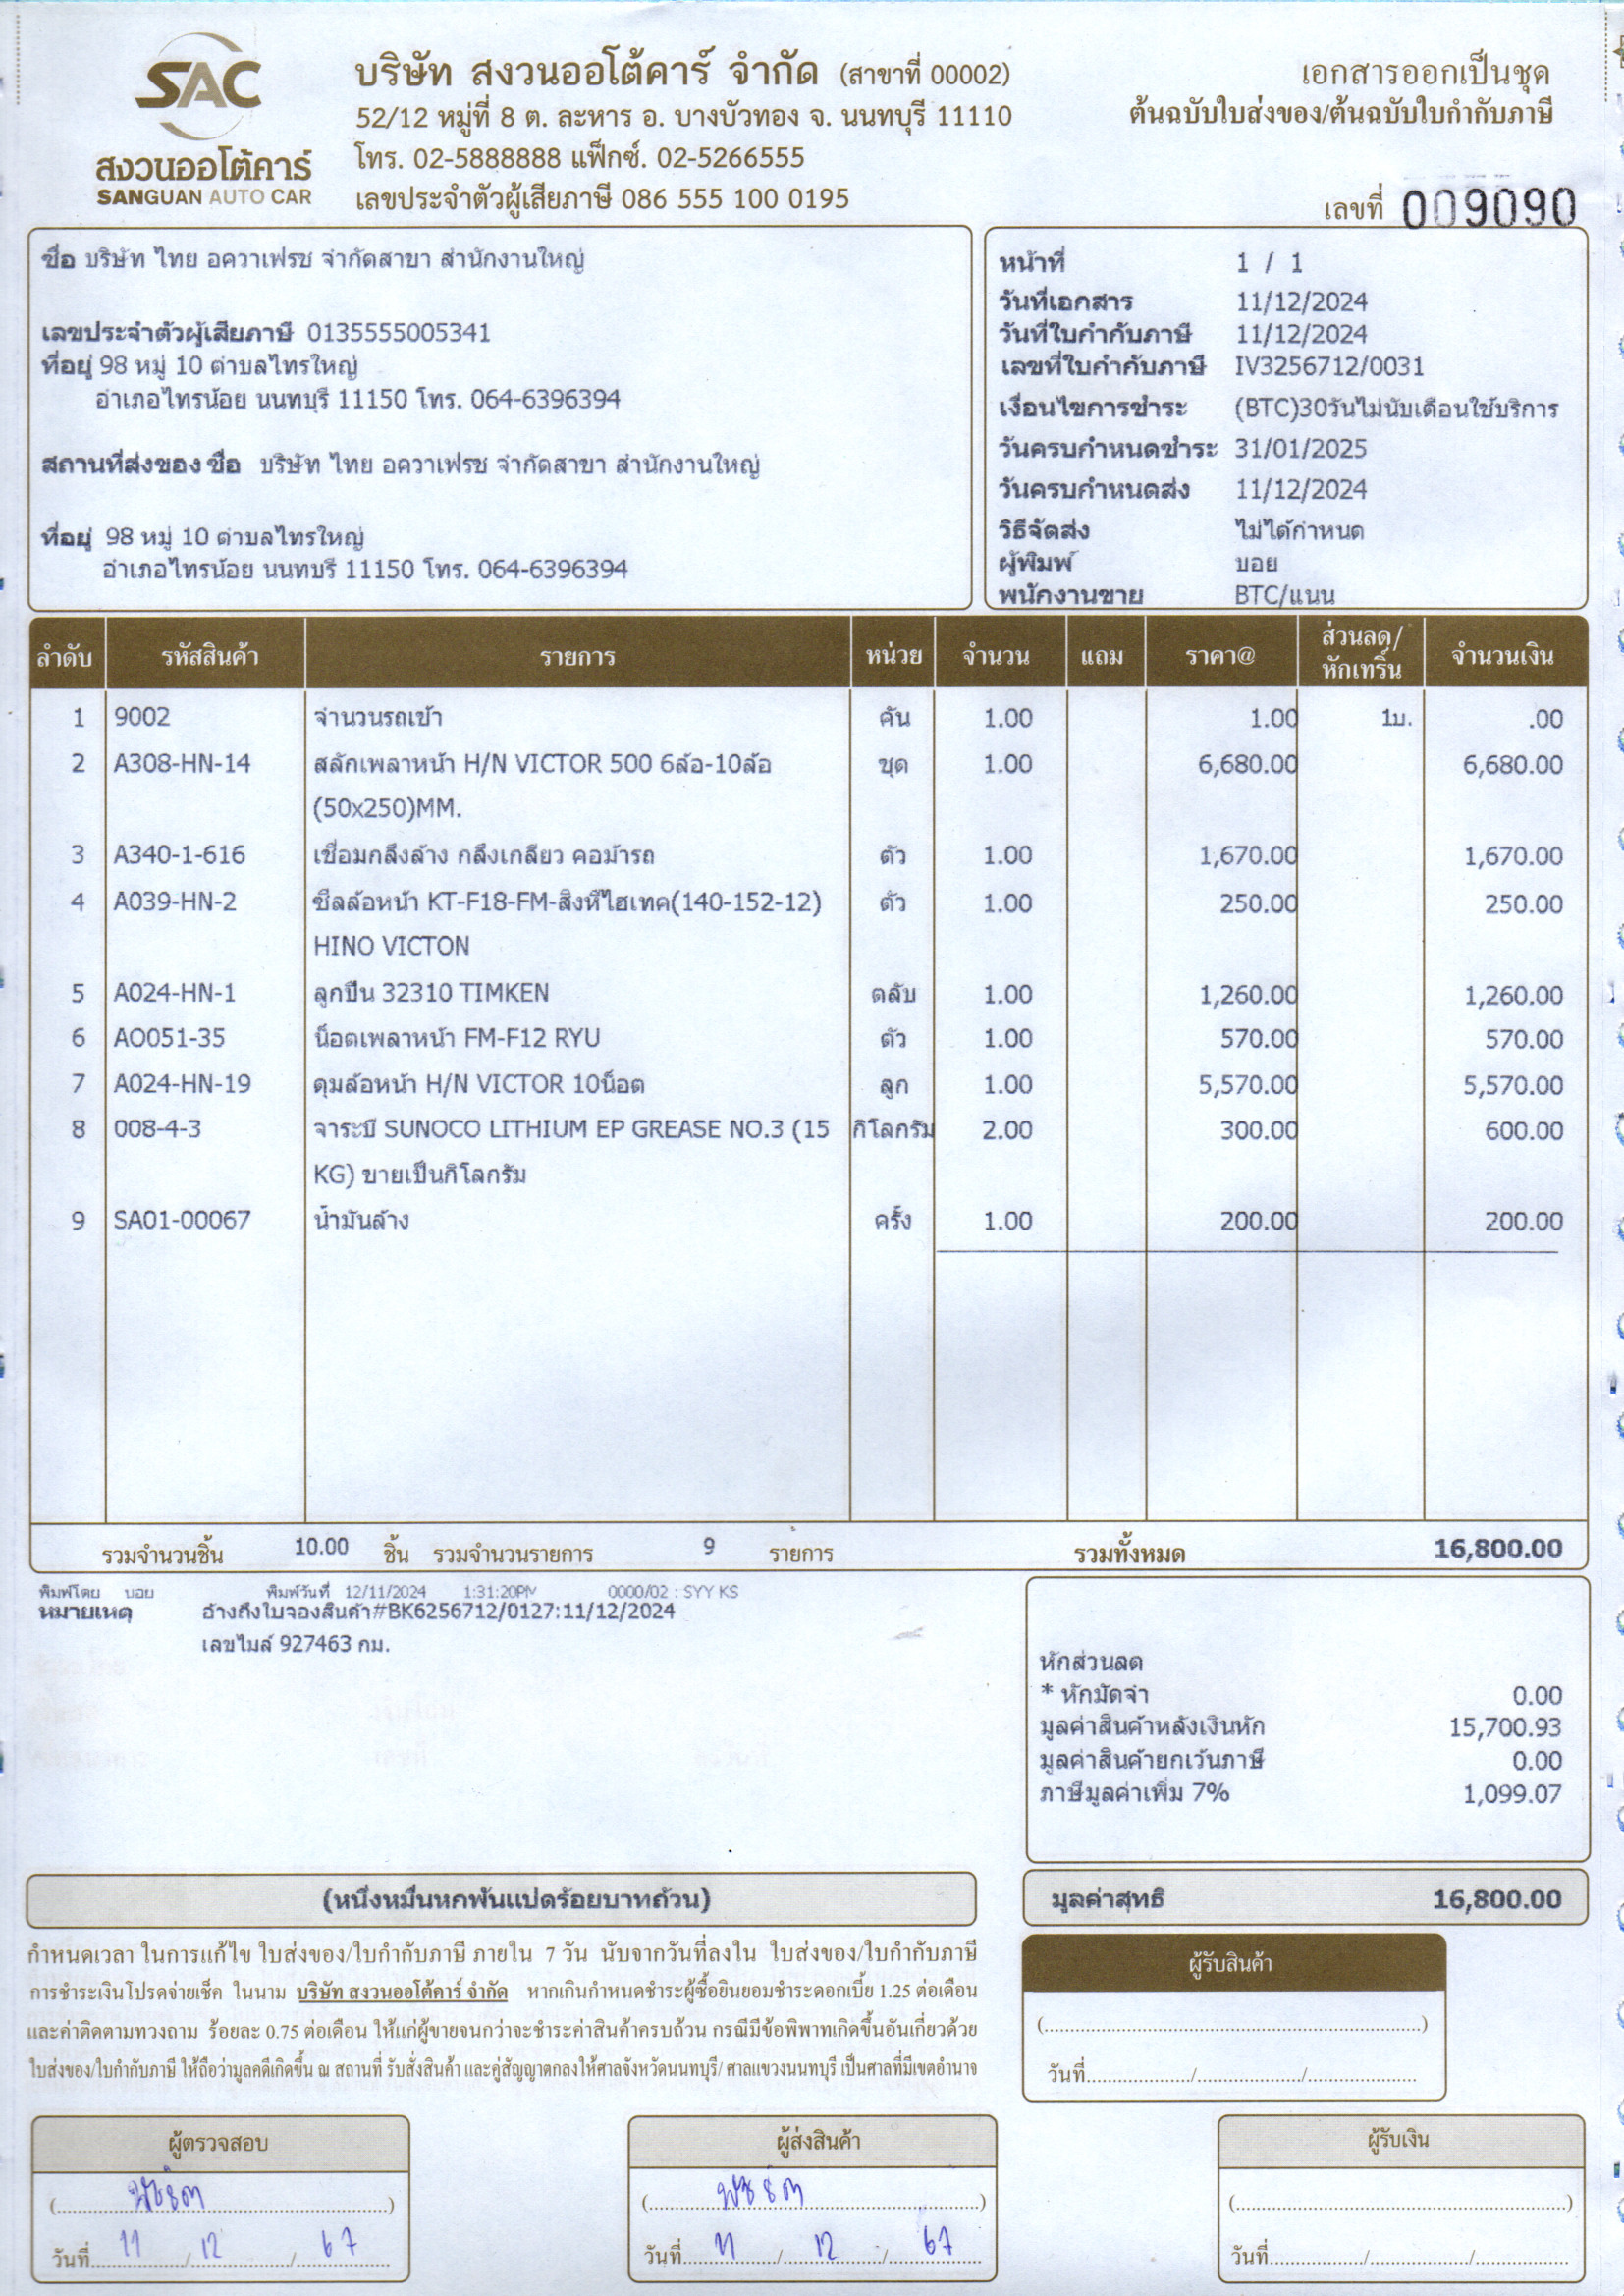 SAC
สงวนออโต้คาร์
SANGUAN AUTO CAR
บริษัท สงวนออโต้คาร์ จำกัด (สาขาที่ 00002)
52/12 หมู่ที่ 8 ต. ละหาร อ. บางบัวทอง จ. นนทบุรี 11110
โทร. 02-5888888 แฟ็กซ์. 02-5266555
เลขประจำตัวผู้เสียภาษี 086 555 100 0195
เอกสารออกเป็นชุด
ต้นฉบับใบส่งของ/ต้นฉบับใบกำกับภาษี
เลขที่ 009090
ชื่อ บริษัท ไทย อควาเฟรช จำกัดสาขา สำนักงานใหญ่
เลขประจำตัวผู้เสียภาษี 0135555005341
ที่อยู่ 98 หมู่ 10 ตำบลไทรใหญ่
อำเภอไทรน้อย นนทบุรี 11150 โทร. 064-6396394
สถานที่ส่งของ ชื่อ บริษัท ไทย อควาเฟรช จำกัดสาขา สำนักงานใหญ่
ที่อยู่ 98 หมู่ 10 ตำบลไทรใหญ่
อำเภอไทรน้อย นนทบุรี 11150 โทร. 064-6396394
หน้าที่ 1 / 1
วันที่เอกสาร 11/12/2024
วันที่ใบกำกับภาษี 11/12/2024
เลขที่ใบกำกับภาษี IV3256712/0031
เงื่อนไขการชำระ (BTC)30วันไม่นับเดือนใช้บริการ
วันครบกำหนดชำระ 31/01/2025
วันครบกำหนดส่ง 11/12/2024
วิธีจัดส่ง ไม่ได้กำหนด
ผู้พิมพ์ บอย
พนักงานขาย BTC/แนน
ลำดับ รหัสสินค้า รายการ หน่วย จำนวน แถม ราคา@ ส่วนลด/หักเทริ์น จำนวนเงิน
1 9002 จำนวนรถเข้า คัน 1.00 1.00 1บ. .00
2 A308-HN-14 สลักเพลาหน้า H/N VICTOR 500 6ล้อ-10ล้อ ชุด 1.00 6,680.00 6,680.00
(50x250)MM.
3 A340-1-616 เชื่อมกลึงล้าง กลึงเกลียว คอม้ารถ ตัว 1.00 1,670.00 1,670.00
4 A039-HN-2 ซีลล้อหน้า KT-F18-FM-สิงห์ไฮเทค(140-152-12) ตัว 1.00 250.00 250.00
HINO VICTON
5 A024-HN-1 ลูกปืน 32310 TIMKEN ตลับ 1.00 1,260.00 1,260.00
6 AO051-35 น็อตเพลาหน้า FM-F12 RYU ตัว 1.00 570.00 570.00
7 A024-HN-19 ดุมล้อหน้า H/N VICTOR 10น็อต ลูก 1.00 5,570.00 5,570.00
8 008-4-3 จาระบี SUNOCO LITHIUM EP GREASE NO.3 (15 กิโลกรัม 2.00 300.00 600.00
KG) ขายเป็นกิโลกรัม
9 SA01-00067 น้ำมันล้าง ครั้ง 1.00 200.00 200.00
รวมจำนวนชิ้น 10.00 ชิ้น รวมจำนวนรายการ 9 รายการ รวมทั้งหมด 16,800.00
พิมพ์โดย บอย พิมพ์วันที่ 12/11/2024 1:31:20PM 0000/02 : SYY KS
หมายเหตุ อ้างถึงใบจองสินค้า#BK6256712/0127:11/12/2024
เลขไมล์ 927463 กม.
หักส่วนลด
* หักมัดจำ 0.00
มูลค่าสินค้าหลังเงินหัก 15,700.93
มูลค่าสินค้ายกเว้นภาษี 0.00
ภาษีมูลค่าเพิ่ม 7% 1,099.07
(หนึ่งหมื่นหกพันแปดร้อยบาทถ้วน)
มูลค่าสุทธิ 16,800.00
กำหนดเวลา ในการแก้ไข ใบส่งของ/ใบกำกับภาษี ภายใน 7 วัน นับจากวันที่ลงใน ใบส่งของ/ใบกำกับภาษี
การชำระเงินโปรดจ่ายเช็ค ในนาม บริษัท สงวนออโต้คาร์ จำกัด หากเกินกำหนดชำระผู้ซื้อยินยอมชำระดอกเบี้ย 1.25 ต่อเดือน
และค่าติดตามทวงถาม ร้อยละ 0.75 ต่อเดือน ให้แก่ผู้ขายจนกว่าจะชำระค่าสินค้าครบถ้วน กรณีมีข้อพิพาทเกิดขึ้นอันเกี่ยวด้วย
ใบส่งของ/ใบกำกับภาษี ให้ถือว่ามูลคดีเกิดขึ้น ณ สถานที่ รับสั่งสินค้า และคู่สัญญาตกลงให้ศาลจังหวัดนนทบุรี/ ศาลแขวงนนทบุรี เป็นศาลที่มีเขตอำนาจ
ผู้รับสินค้า
(..........)
วันที่........../........../..........
ผู้ตรวจสอบ
วันที่ 11 / 12 / 67
ผู้ส่งสินค้า
วันที่ 11 / 12 / 67
ผู้รับเงิน
(..........)
วันที่........../........../..........